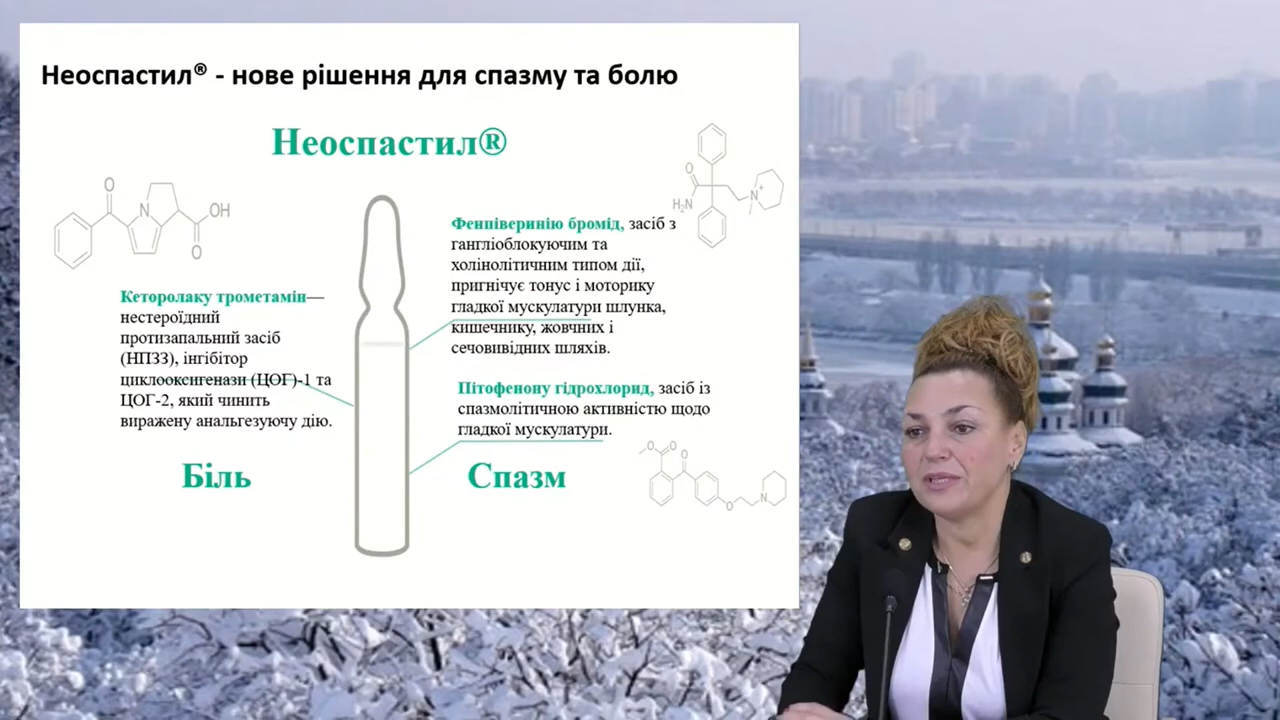 Неоспастил® - нове рішення для спазму та болю
Неоспастил®
O
N
OH
O
O
H₂N
N⁺
Фенпіверинію бромід, засіб з
гангліоблокуючим та
холінолітичним типом дії,
пригнічує тонус і моторику
гладкої мускулатури шлунка,
кишечнику, жовчних і
сечовивідних шляхів.
Кеторолаку трометамін—
нестероїдний
протизапальний засіб
(НПЗЗ), інгібітор
циклооксигенази (ЦОГ)-1 та
ЦОГ-2, який чинить
виражену анальгезуючу дію.
Пітофенону гідрохлорид, засіб із
спазмолітичною активністю щодо
гладкої мускулатури.
Біль
Спазм
O
O
O
O
N